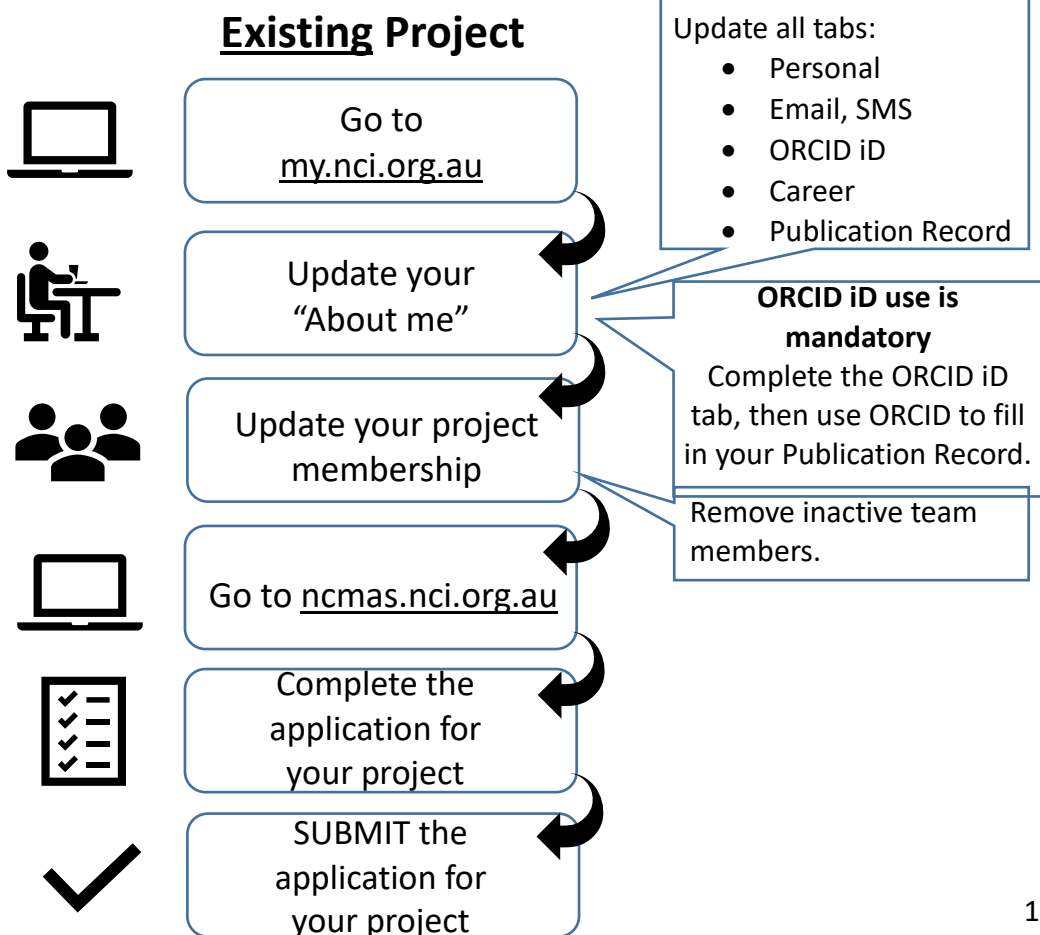 Existing Project
Go to
my.nci.org.au
Update your
“About me”
Update your project
membership
Go to ncmas.nci.org.au
Complete the
application for
your project
SUBMIT the
application for
your project
Update all tabs:
• Personal
• Email, SMS
• ORCID iD
• Career
• Publication Record
ORCID iD use is
mandatory
Complete the ORCID iD
tab, then use ORCID to fill
in your Publication Record.
Remove inactive team
members.
1